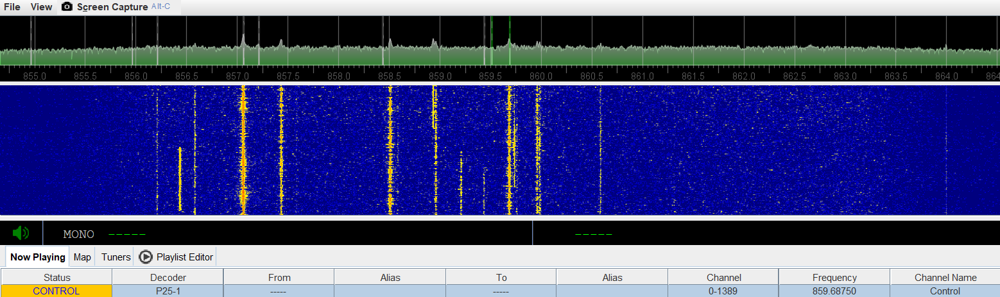 File View Screen Capture Alt-C
855.0 855.5 856.0 856.5 857.0 857.5 858.0 858.5 859.0 859.5 860.0 860.5 861.0 861.5 862.0 862.5 863.0 863.5 864.0 864
MONO ----- -----
Now Playing Map Tuners Playlist Editor
Status Decoder From Alias To Alias Channel Frequency Channel Name
CONTROL P25-1 ----- ----- 0-1389 859.68750 Control